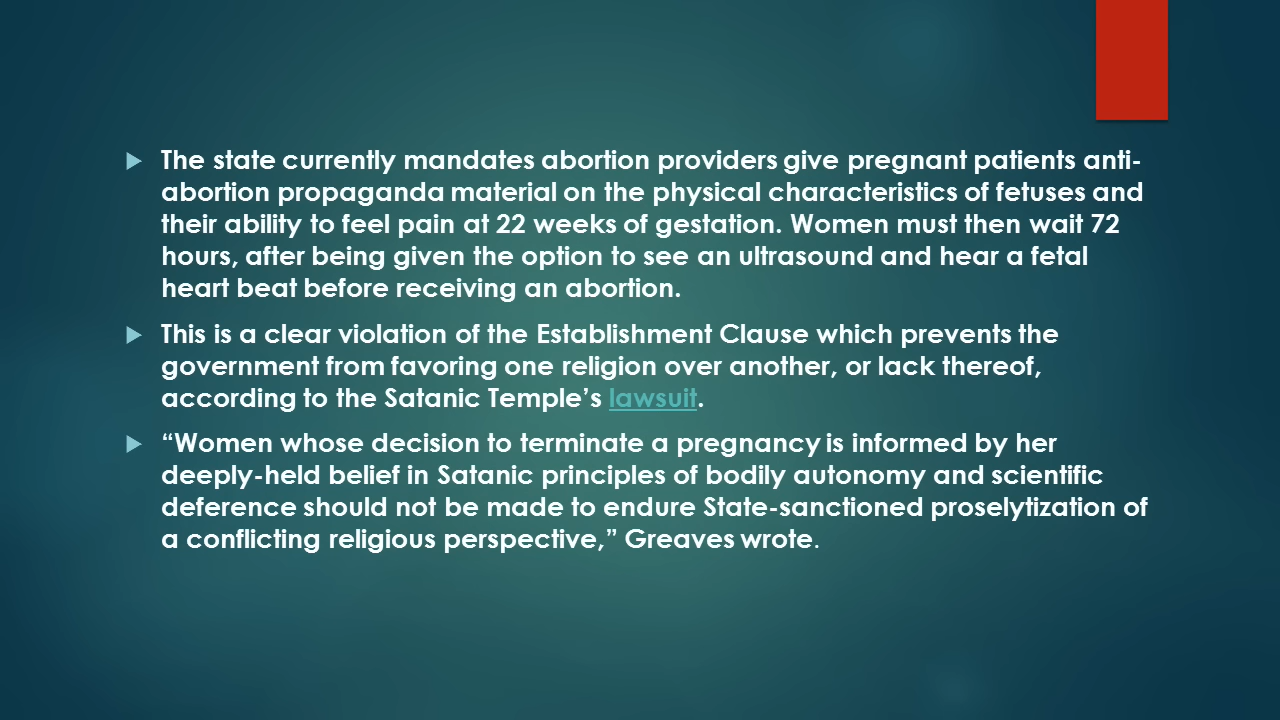 The state currently mandates abortion providers give pregnant patients anti-
abortion propaganda material on the physical characteristics of fetuses and
their ability to feel pain at 22 weeks of gestation. Women must then wait 72
hours, after being given the option to see an ultrasound and hear a fetal
heart beat before receiving an abortion.
This is a clear violation of the Establishment Clause which prevents the
government from favoring one religion over another, or lack thereof,
according to the Satanic Temple’s lawsuit.
“Women whose decision to terminate a pregnancy is informed by her
deeply-held belief in Satanic principles of bodily autonomy and scientific
deference should not be made to endure State-sanctioned proselytization of
a conflicting religious perspective,” Greaves wrote.